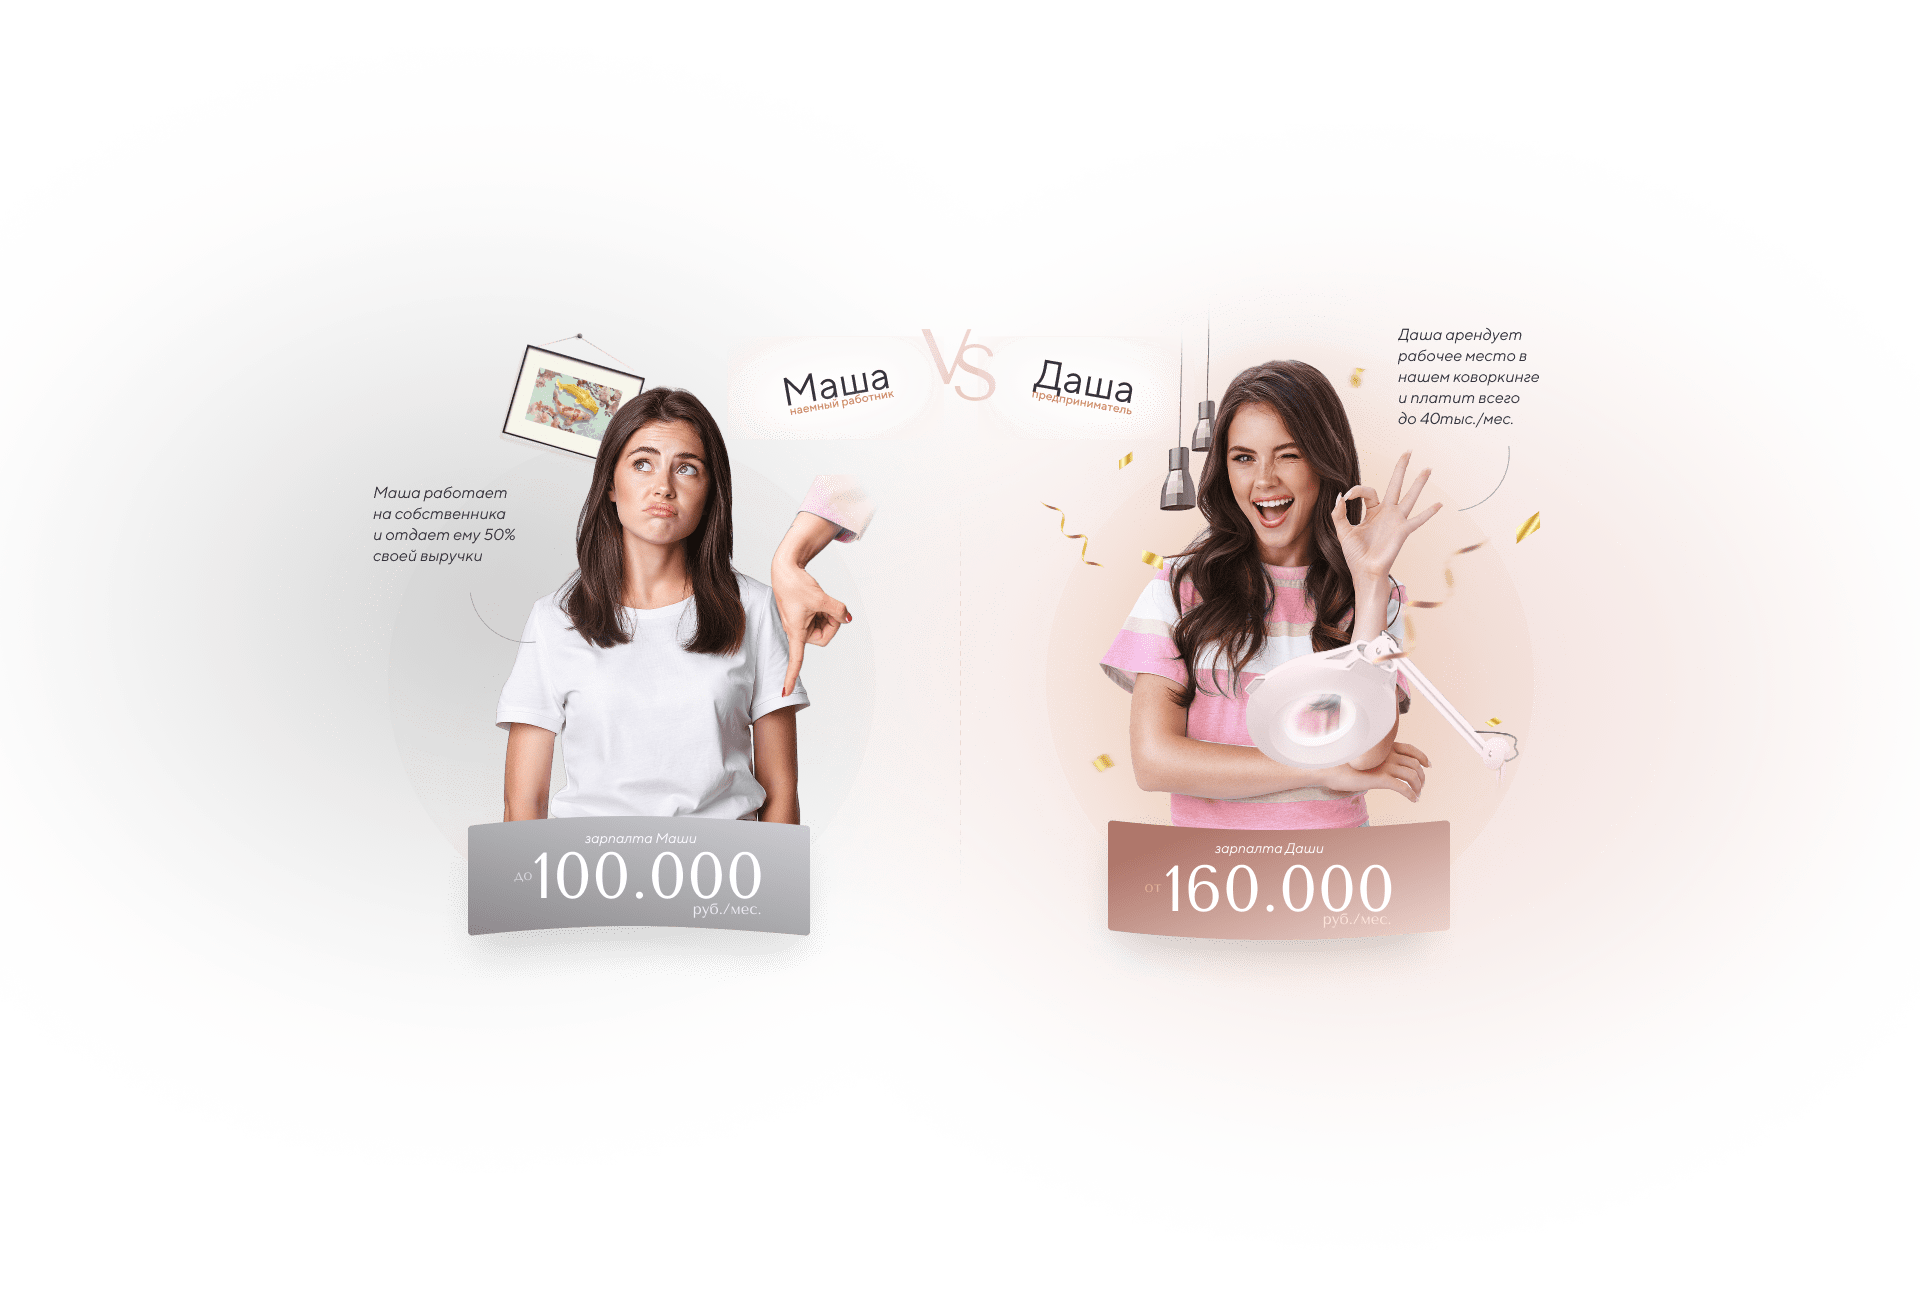 Маша
наемный работник
VS
Даша
предприниматель
Маша работает
на собственника
и отдает ему 50%
своей выручки
Даша арендует
рабочее место в
нашем коворкинге
и платит всего
до 40тыс./мес.
зарпалта Маши
до 100.000
руб./мес.
зарпалта Даши
от 160.000
руб./мес.